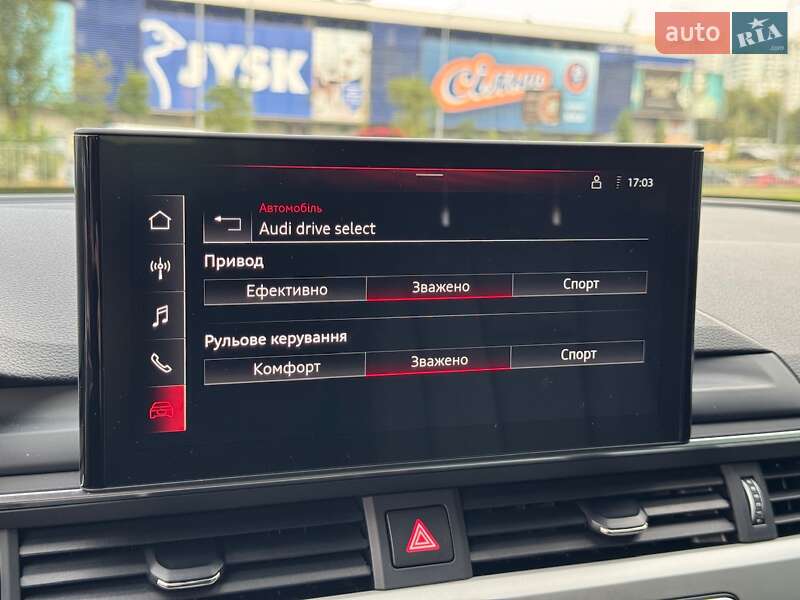 auto RIA .com
JYSK
Сільпо
17:03
Автомобіль
Audi drive select
Привод
Ефективно Зважено Спорт
Рульове керування
Комфорт Зважено Спорт